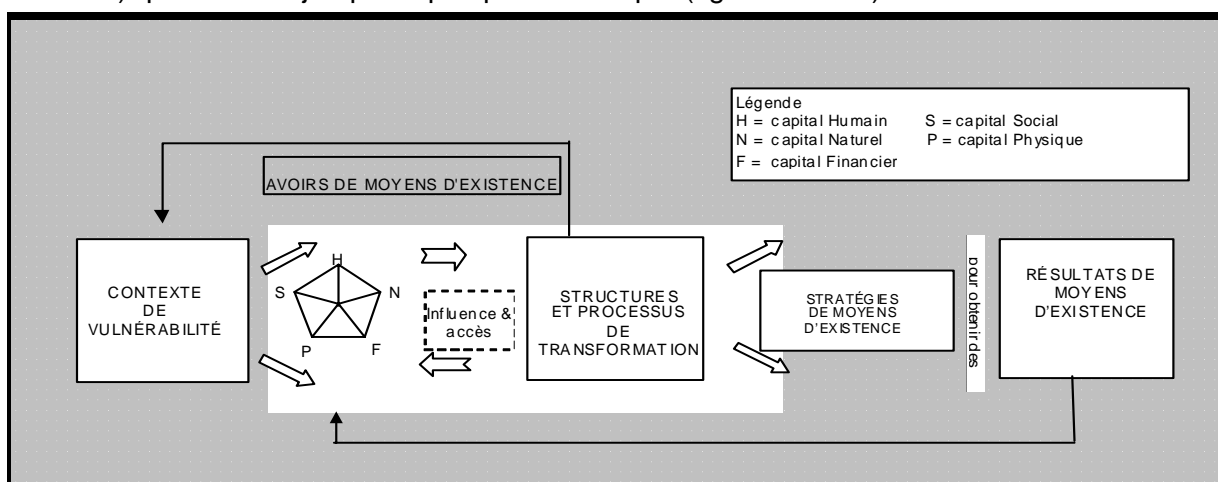 Légende
H = capital Humain S = capital Social
N = capital Naturel P = capital Physique
F = capital Financier
AVOIRS DE MOYENS D'EXISTENCE
CONTEXTE
DE
VULNÉRABILITÉ
H
S
N
P
F
Influence &
accès
STRUCTURES
ET PROCESSUS
DE
TRANSFORMATION
STRATÉGIES
DE MOYENS
D'EXISTENCE
pour obtenir des
RÉSULTATS DE
MOYENS
D'EXISTENCE